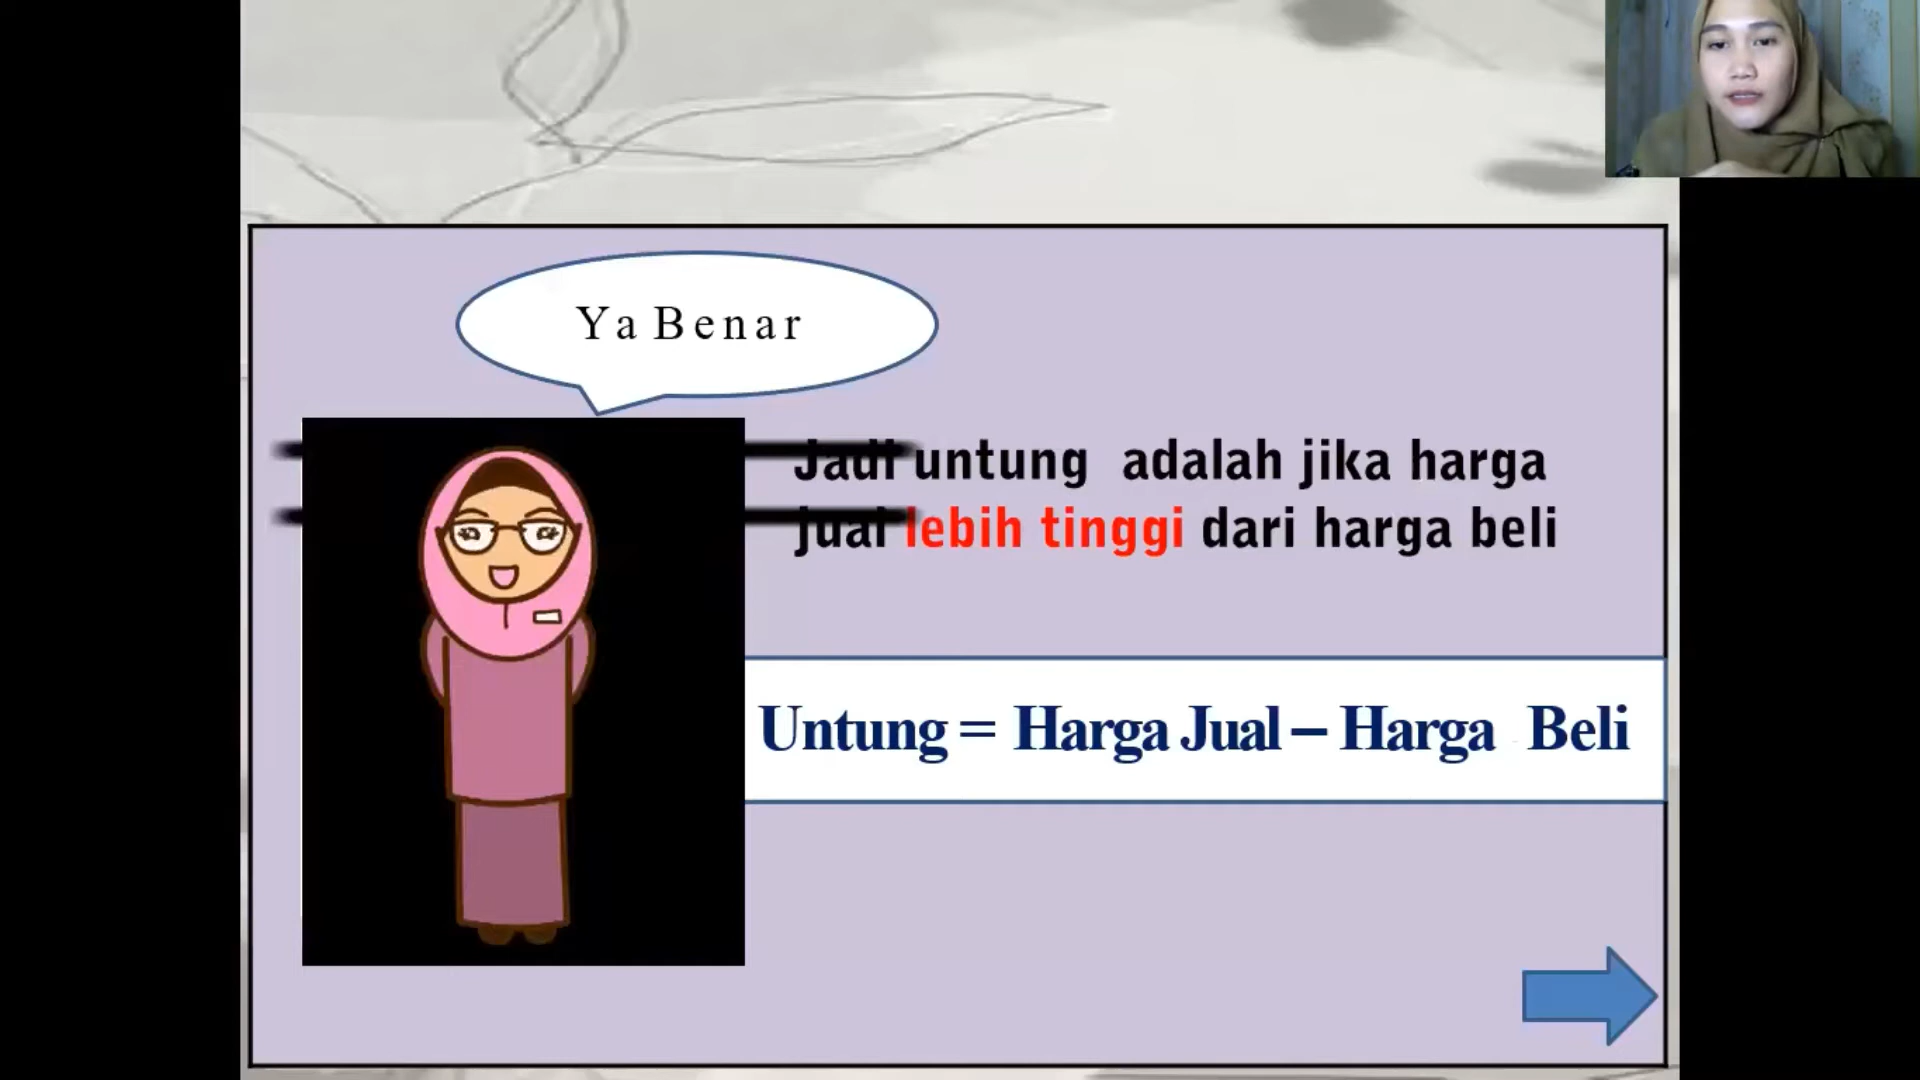 Ya Benar
Jadi untung adalah jika harga
jual lebih tinggi dari harga beli
Untung = Harga Jual – Harga Beli